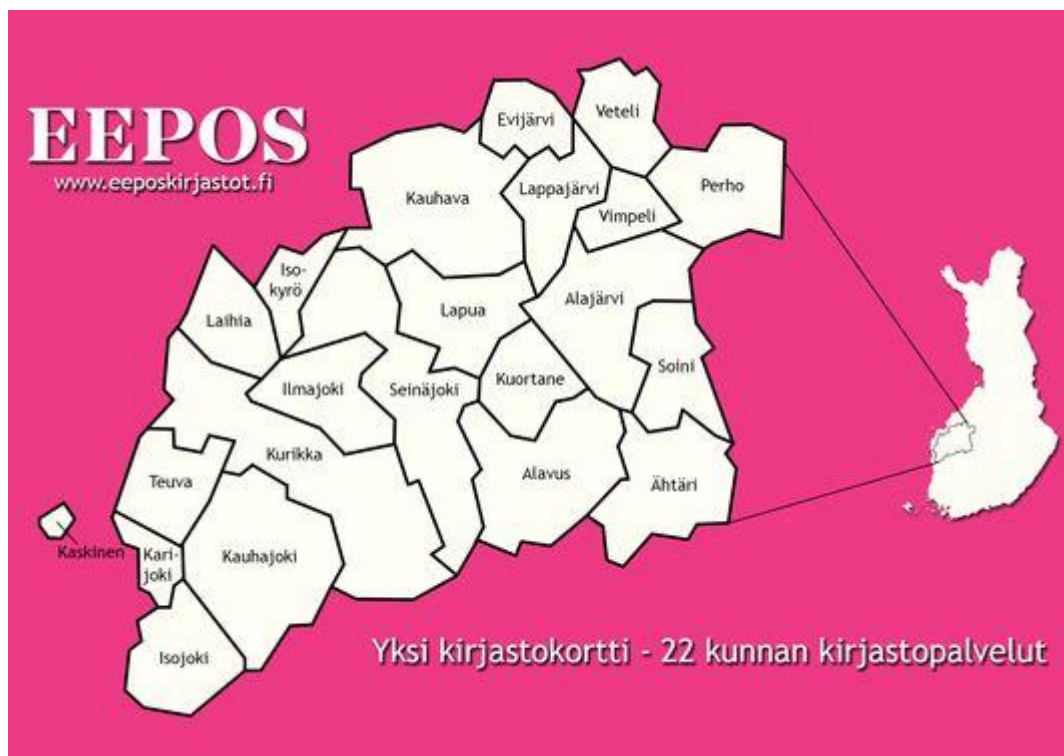 EEPOS
www.eeposkirjastot.fi
Evijärvi
Veteli
Kauhava
Lappajärvi
Perho
Vimpeli
Iso-
kyrö
Laihia
Lapua
Alajärvi
Ilmajoki
Seinäjoki
Kuortane
Soini
Kurikka
Teuva
Alavus
Ähtäri
Kaskinen
Kari-
joki
Kauhajoki
Isojoki
Yksi kirjastokortti - 22 kunnan kirjastopalvelut